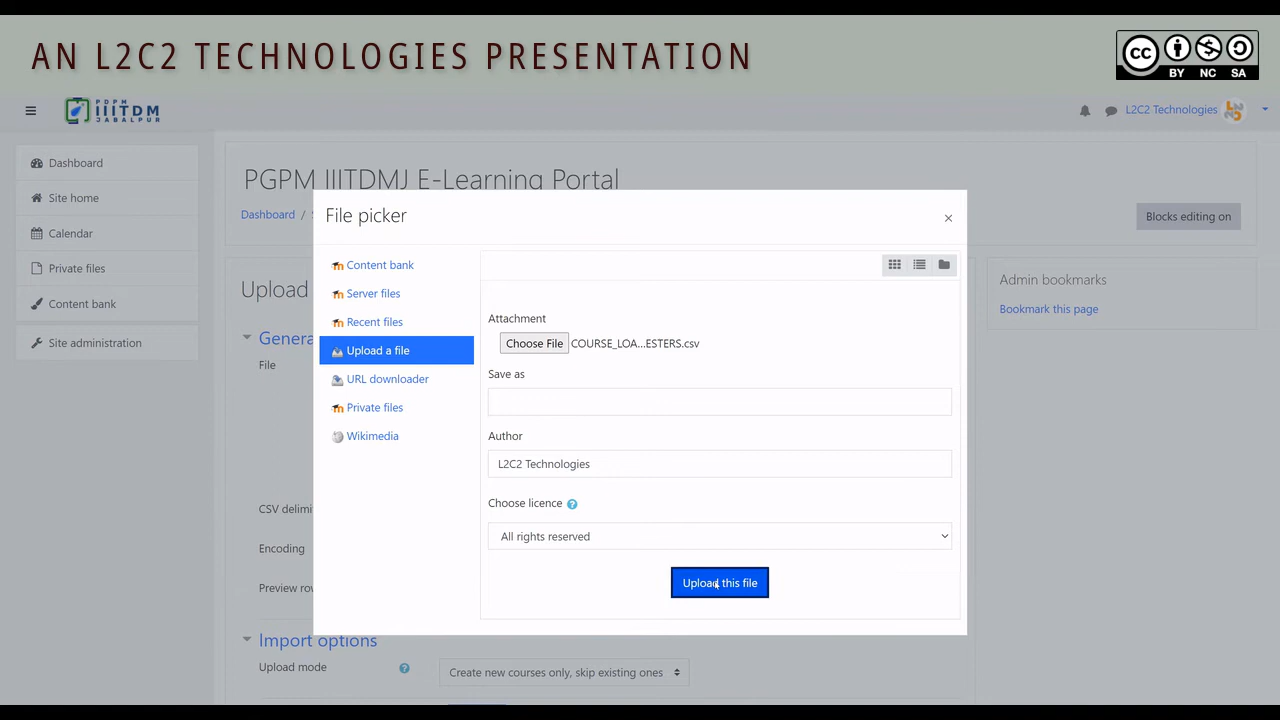 AN L2C2 TECHNOLOGIES PRESENTATION
CC BY NC SA
PDPM
IIITDM
JABALPUR
L2C2 Technologies
Dashboard
Site home
Calendar
Private files
Content bank
Site administration
PGPM IIITDMJ E-Learning Portal
Dashboard /
Blocks editing on
Upload
File
CSV delimi
Encoding
Preview ro
Import options
Upload mode
Create new courses only, skip existing ones
Admin bookmarks
Bookmark this page
File picker
×
Content bank
Server files
Recent files
Upload a file
URL downloader
Private files
Wikimedia
Attachment
Choose File COURSE_LOA...ESTERS.csv
Save as
Author
L2C2 Technologies
Choose licence
All rights reserved
Upload this file